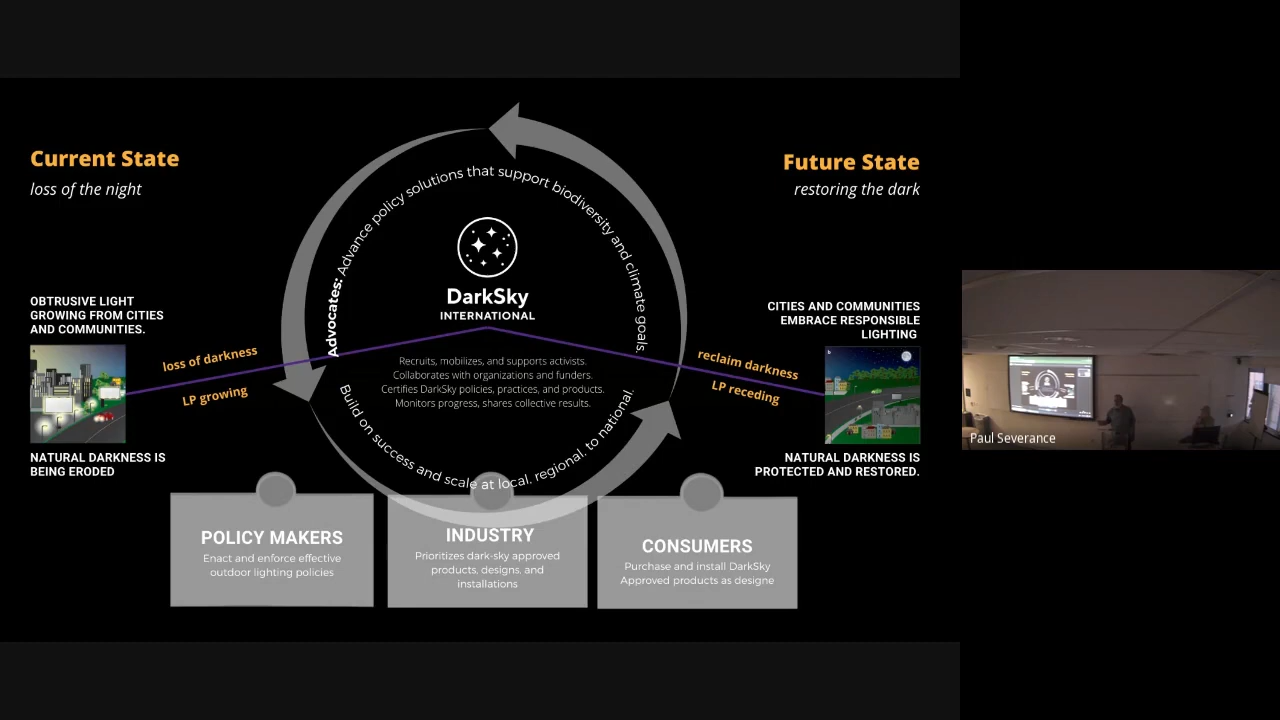 Current State
loss of the night
Future State
restoring the dark
Advocates: Advance policy solutions that support biodiversity and climate goals.
DarkSky
INTERNATIONAL
OBTRUSIVE LIGHT
GROWING FROM CITIES
AND COMMUNITIES.
CITIES AND COMMUNITIES
EMBRACE RESPONSIBLE
LIGHTING
loss of darkness
LP growing
reclaim darkness
LP receding
Recruits, mobilizes, and supports activists.
Collaborates with organizations and funders.
Certifies DarkSky policies, practices, and products.
Monitors progress, shares collective results.
Build on success and scale at local, regional, to national.
NATURAL DARKNESS IS
BEING ERODED
NATURAL DARKNESS IS
PROTECTED AND RESTORED.
POLICY MAKERS
Enact and enforce effective
outdoor lighting policies
INDUSTRY
Prioritizes dark-sky approved
products, designs, and
installations
CONSUMERS
Purchase and install DarkSky
Approved products as designe
Paul Severance